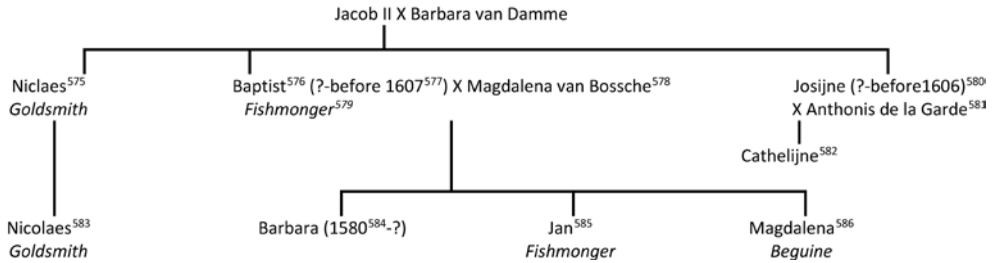 Jacob II X Barbara van Damme
Niclaes575 Baptist576 (?-before 1607577) X Magdalena van Bossche578 Josijne (?-before1606)580
Goldsmith Fishmonger579 X Anthonis de la Garde581
Cathelijne582
Nicolaes583 Barbara (1580584-?) Jan585 Magdalena586
Goldsmith Fishmonger Beguine